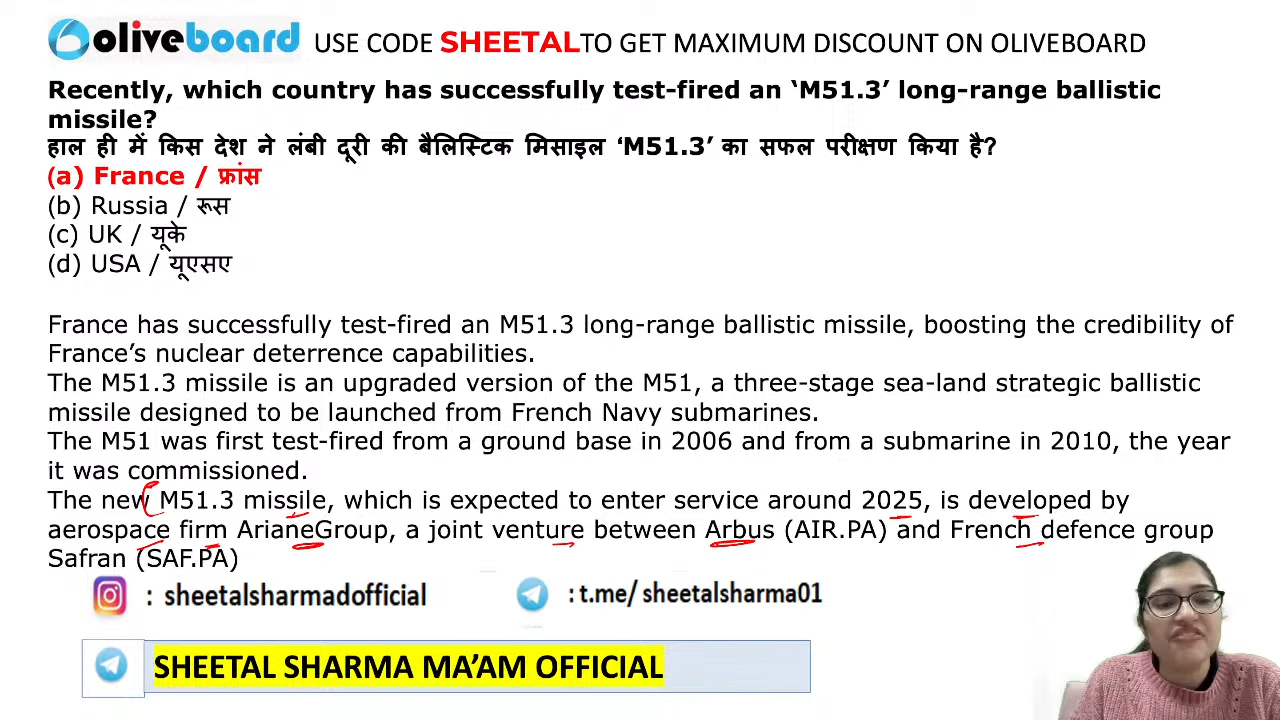 oliveboard USE CODE SHEETAL TO GET MAXIMUM DISCOUNT ON OLIVEBOARD
Recently, which country has successfully test-fired an ‘M51.3’ long-range ballistic
missile?
हाल ही में किस देश ने लंबी दूरी की बैलिस्टिक मिसाइल ‘M51.3’ का सफल परीक्षण किया है?
(a) France / फ्रांस
(b) Russia / रूस
(c) UK / यूके
(d) USA / यूएसए
France has successfully test-fired an M51.3 long-range ballistic missile, boosting the credibility of
France’s nuclear deterrence capabilities.
The M51.3 missile is an upgraded version of the M51, a three-stage sea-land strategic ballistic
missile designed to be launched from French Navy submarines.
The M51 was first test-fired from a ground base in 2006 and from a submarine in 2010, the year
it was commissioned.
The new M51.3 missile, which is expected to enter service around 2025, is developed by
aerospace firm ArianeGroup, a joint venture between Arbus (AIR.PA) and French defence group
Safran (SAF.PA)
: sheetalsharmadofficial : t.me/ sheetalsharma01
SHEETAL SHARMA MA’AM OFFICIAL